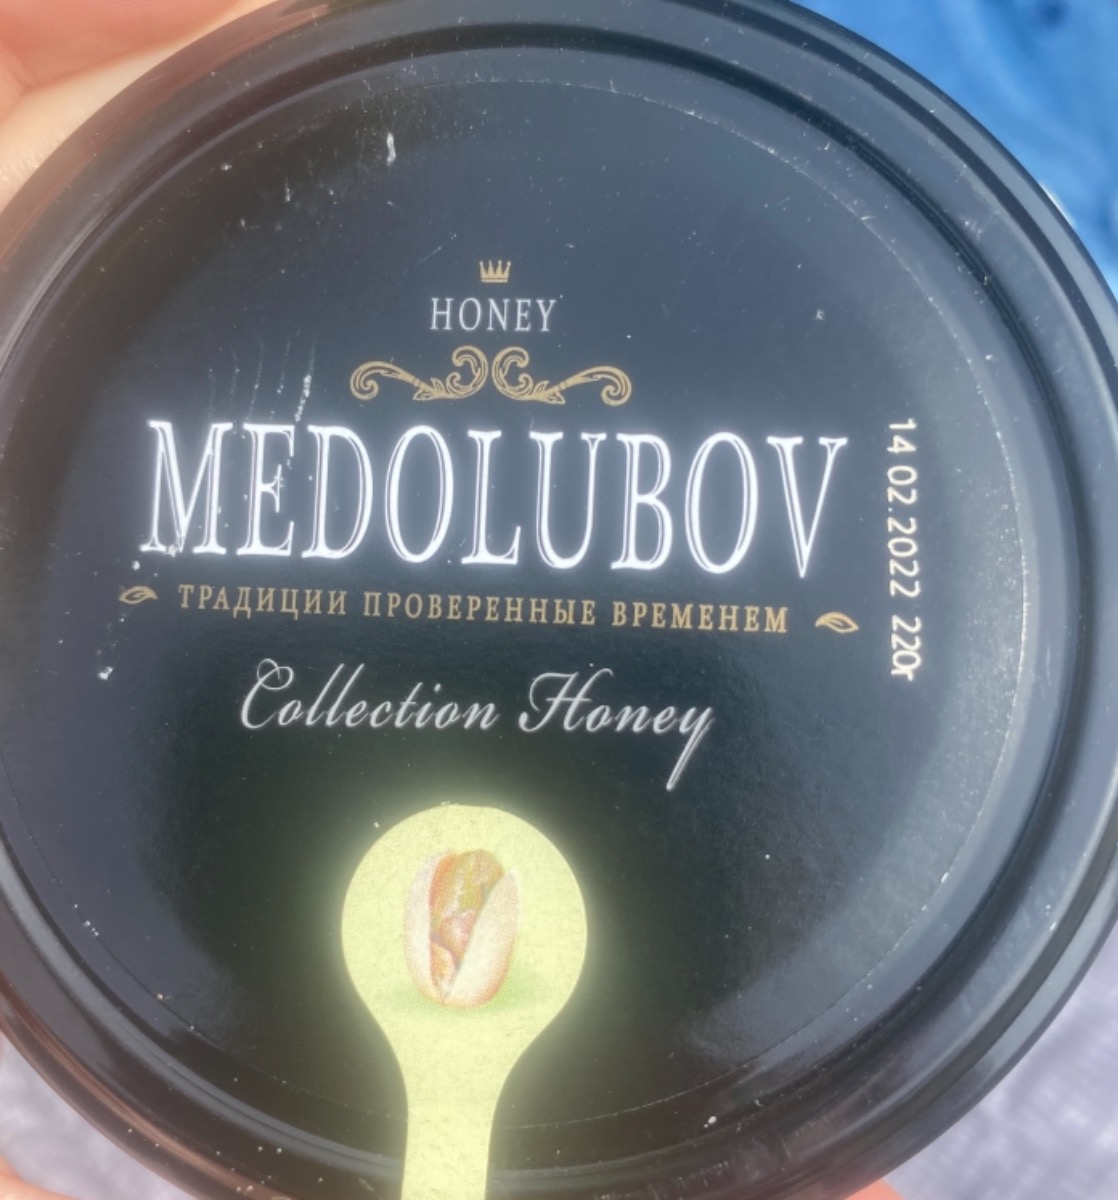 HONEY
MEDOLUBOV
ТРАДИЦИИ ПРОВЕРЕННЫЕ ВРЕМЕНЕМ
Collection Honey
14 02.2022 220г